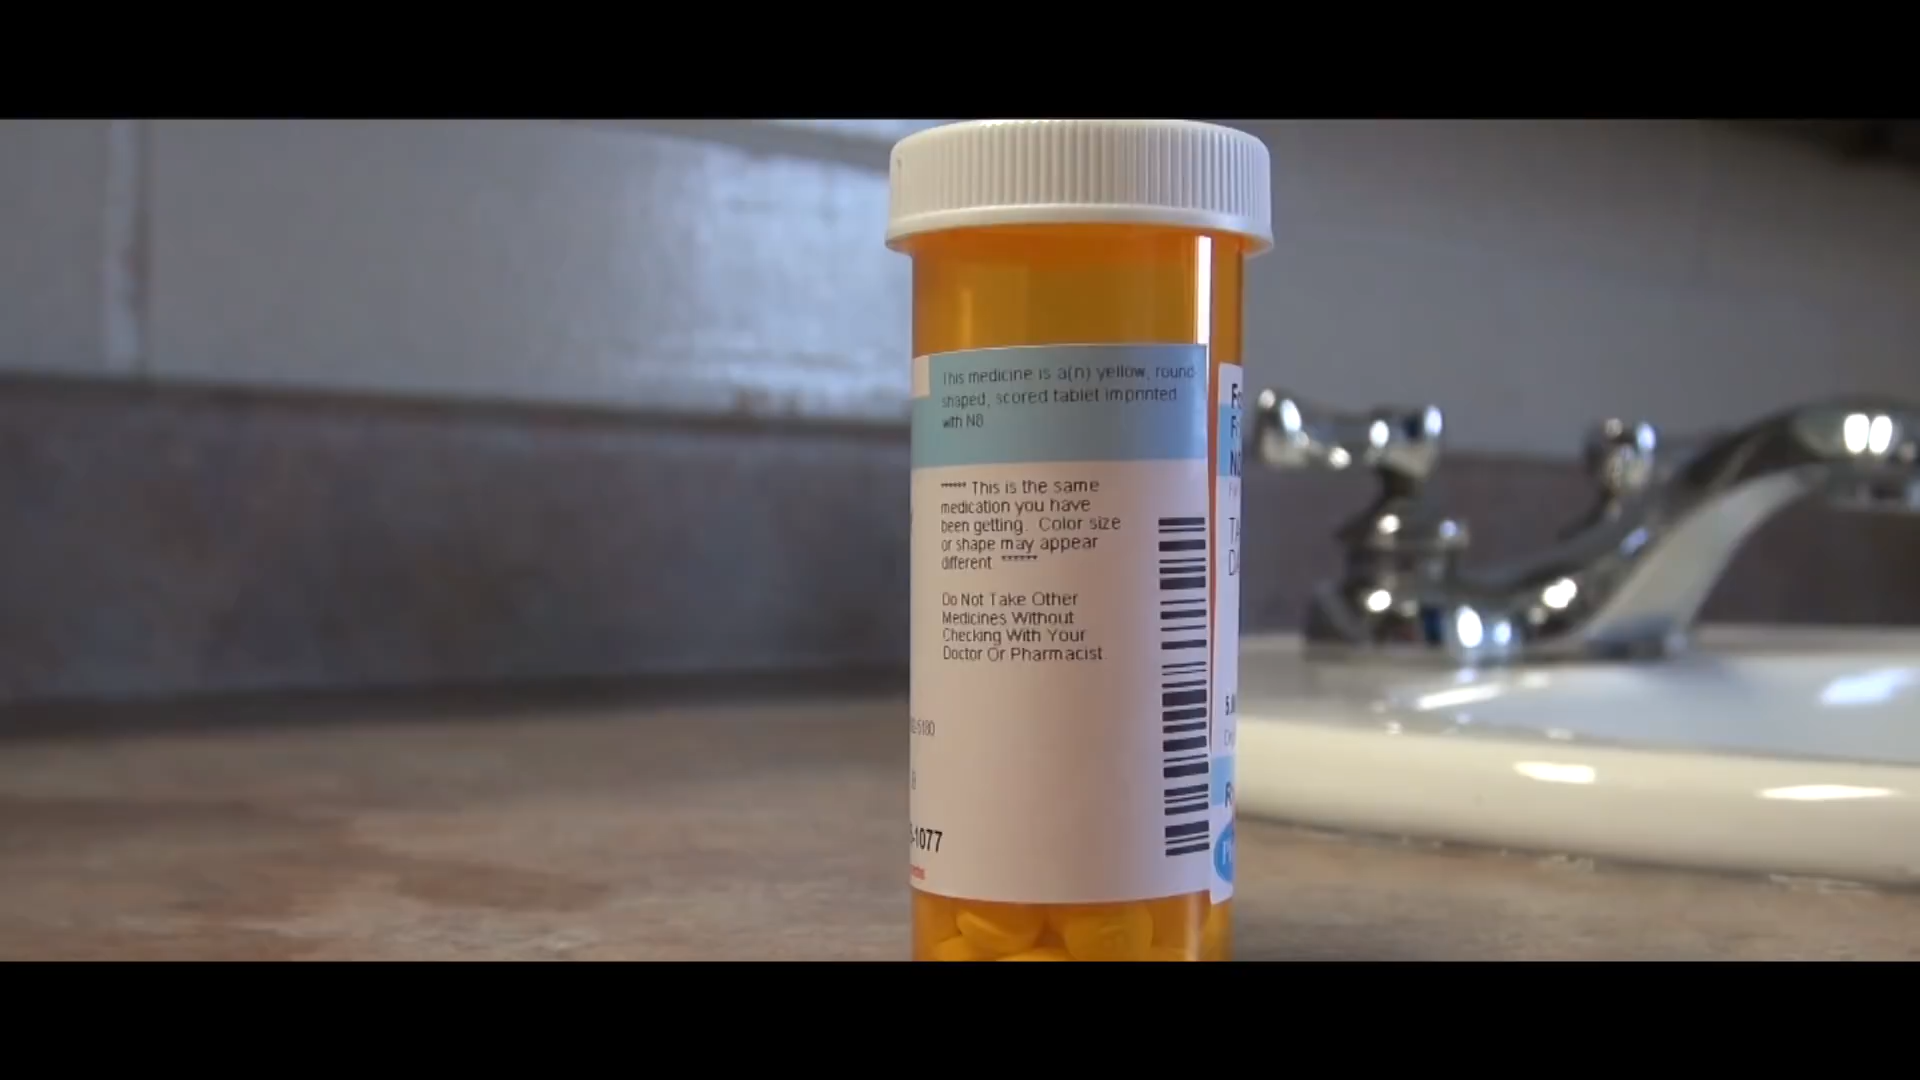 This medicine is a(n) yellow, round-
shaped, scored tablet imprinted
with N8
****** This is the same
medication you have
been getting. Color size
or shape may appear
different ******
Do Not Take Other
Medicines Without
Checking With Your
Doctor Or Pharmacist.
-1077